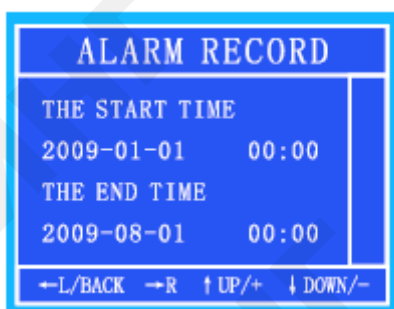 ALARM RECORD
THE START TIME
2009-01-01 00:00
THE END TIME
2009-08-01 00:00
←L/BACK →R ↑UP/+ ↓DOWN/-